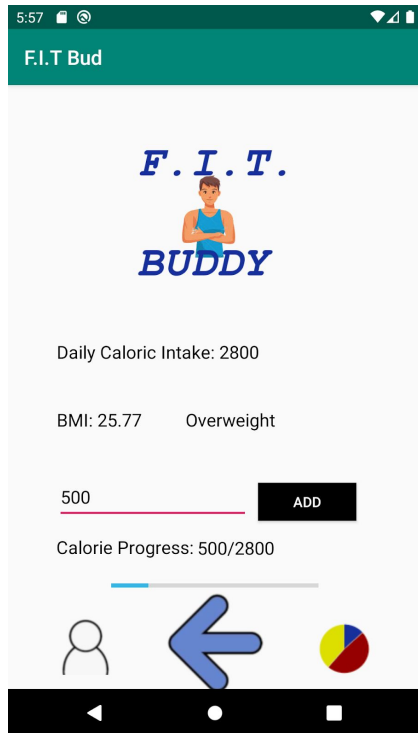 5:57
F.I.T Bud
F.I.T.
BUDDY
Daily Caloric Intake: 2800
BMI: 25.77 Overweight
500 ADD
Calorie Progress: 500/2800